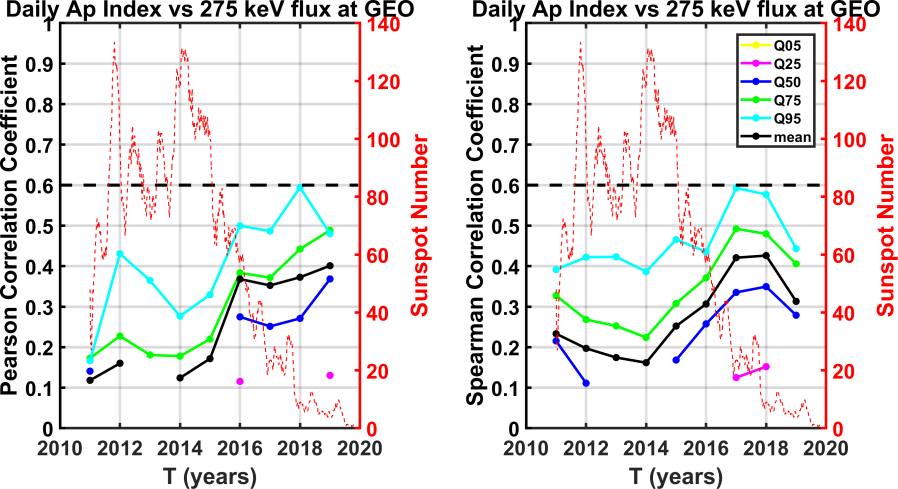 Daily Ap Index vs 275 keV flux at GEO
Pearson Correlation Coefficient
1
0.9
0.8
0.7
0.6
0.5
0.4
0.3
0.2
0.1
0
140
120
100
80
60
40
20
0
Sunspot Number
2010 2012 2014 2016 2018 2020
T (years)
Daily Ap Index vs 275 keV flux at GEO
Spearman Correlation Coefficient
1
0.9
0.8
0.7
0.6
0.5
0.4
0.3
0.2
0.1
0
Q05
Q25
Q50
Q75
Q95
mean
140
120
100
80
60
40
20
0
Sunspot Number
2010 2012 2014 2016 2018 2020
T (years)